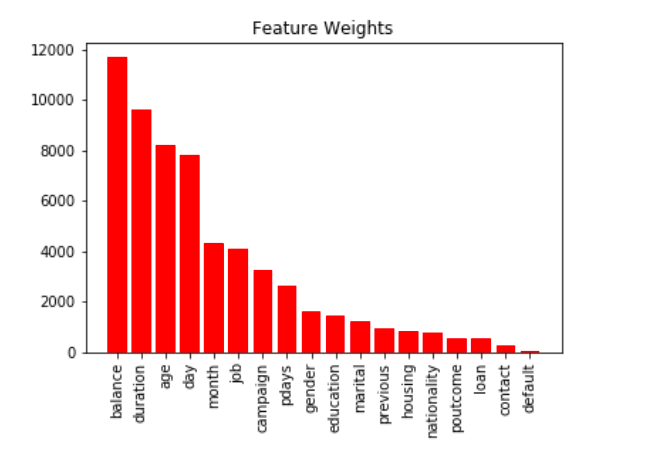 Feature Weights
12000
10000
8000
6000
4000
2000
0
balance
duration
age
day
month
job
campaign
pdays
gender
education
marital
previous
housing
nationality
poutcome
loan
contact
default